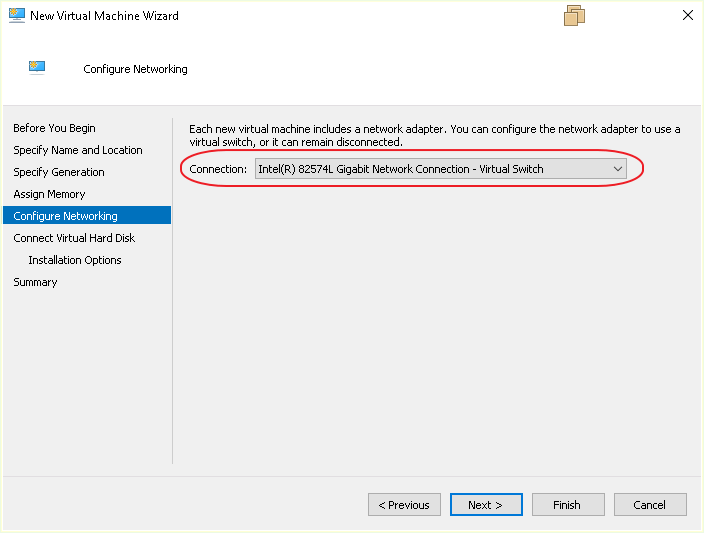 New Virtual Machine Wizard
Configure Networking
Before You Begin
Specify Name and Location
Specify Generation
Assign Memory
Configure Networking
Connect Virtual Hard Disk
Installation Options
Summary
Each new virtual machine includes a network adapter. You can configure the network adapter to use a
virtual switch, or it can remain disconnected.
Connection: Intel(R) 82574L Gigabit Network Connection - Virtual Switch
< Previous Next > Finish Cancel